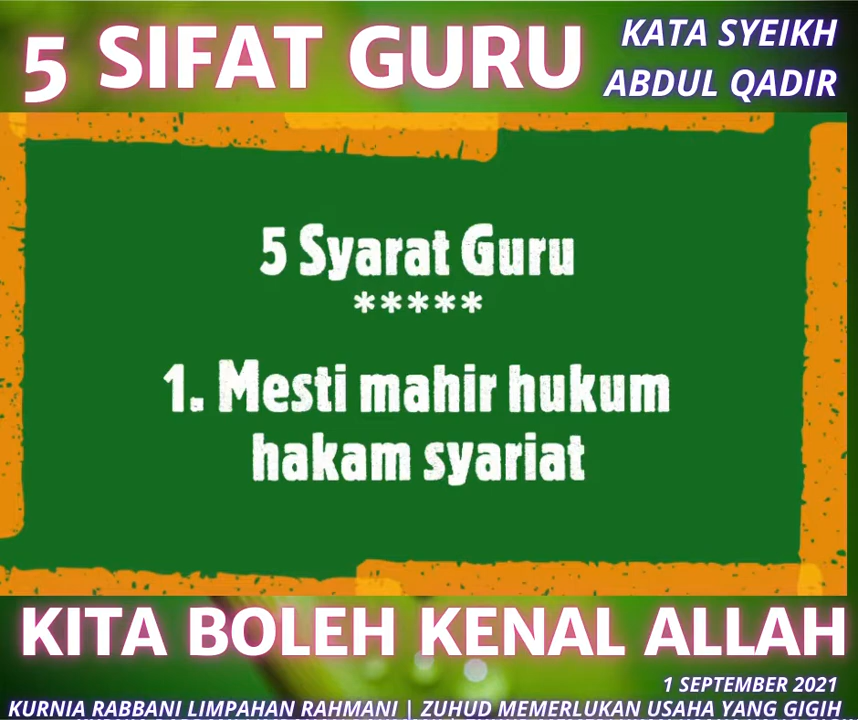 5 SIFAT GURU
KATA SYEIKH
ABDUL QADIR
5 Syarat Guru
*****
1. Mesti mahir hukum
hakam syariat
KITA BOLEH KENAL ALLAH
1 SEPTEMBER 2021
KURNIA RABBANI LIMPAHAN RAHMANI | ZUHUD MEMERLUKAN USAHA YANG GIGIH